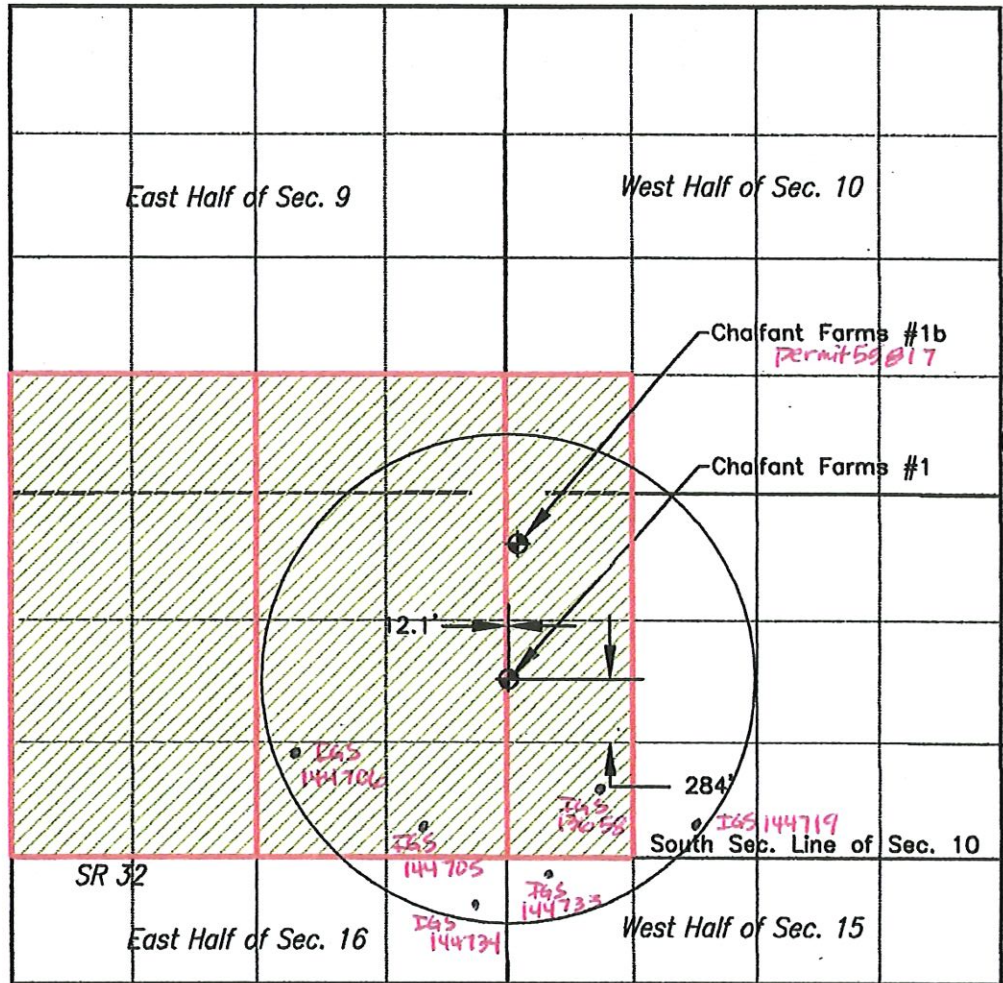 East Half of Sec. 9
West Half of Sec. 10
Chalfant Farms #1b
permit
Chalfant Farms #1
12.1'
IGS
144706
284'
IGS
IGS 144719
IGS
144705
South Sec. Line of Sec. 10
SR 32
IGS
144733
IGS
144734
East Half of Sec. 16
West Half of Sec. 15